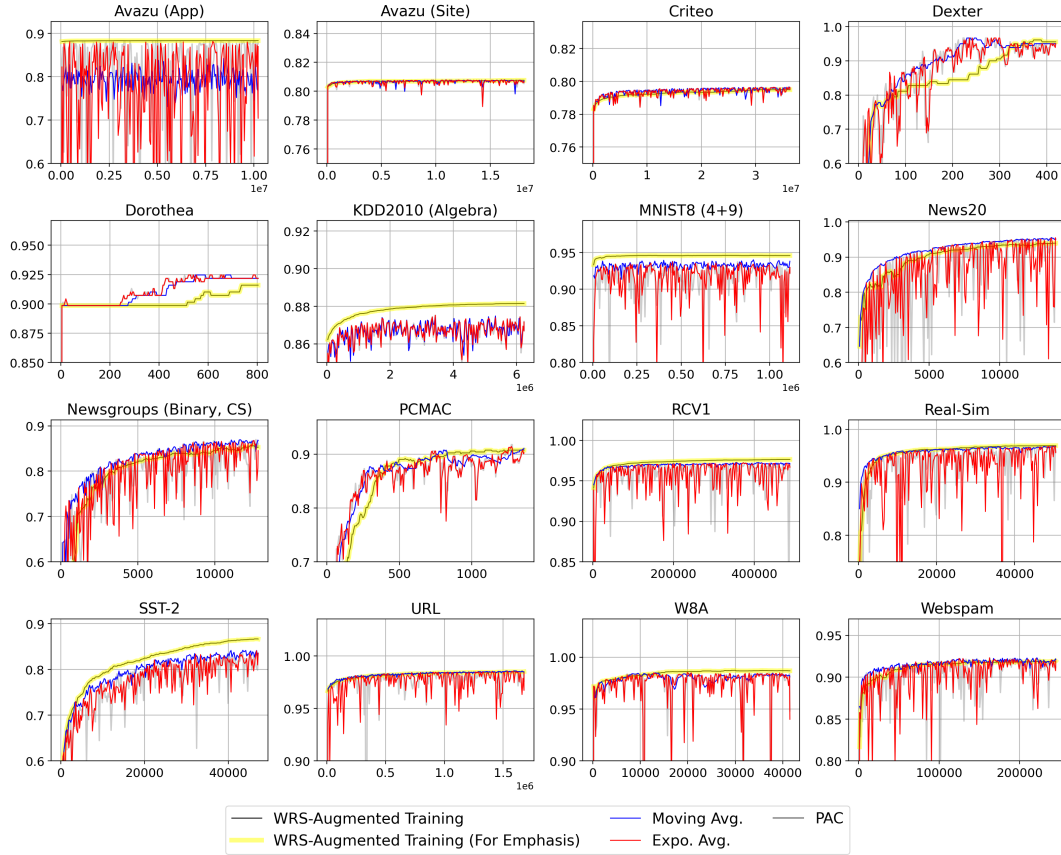 Avazu (App)
0.9
0.8
0.7
0.6
0.0 0.2 0.5 0.8 1.0
1e7
Avazu (Site)
0.84
0.82
0.80
0.78
0.76
0.0 0.5 1.0 1.5
1e7
Criteo
0.82
0.80
0.78
0.76
0 1 2 3
1e7
Dexter
1.0
0.9
0.8
0.7
0.6
0 100 200 300 400
Dorothea
0.950
0.925
0.900
0.875
0.850
0 200 400 600 800
KDD2010 (Algebra)
0.92
0.90
0.88
0.86
0 2 4 6
1e6
MNIST8 (4+9)
0.95
0.90
0.85
0.80
0.00 0.25 0.50 0.75 1.00
1e6
News20
1.0
0.9
0.8
0.7
0.6
0 5000 10000
Newsgroups (Binary, CS)
0.9
0.8
0.7
0.6
0 5000 10000
PCMAC
0.9
0.8
0.7
0 500 1000
RCV1
1.00
0.95
0.90
0.85
0 200000 400000
Real-Sim
1.0
0.9
0.8
0 20000 40000
SST-2
0.9
0.8
0.7
0.6
0 20000 40000
URL
1.00
0.95
0.90
0.0 0.5 1.0 1.5
1e6
W8A
1.00
0.95
0.90
0 10000 20000 30000 40000
Webspam
0.95
0.90
0.85
0.80
0 100000 200000
WRS-Augmented Training
WRS-Augmented Training (For Emphasis)
Moving Avg.
Expo. Avg.
PAC